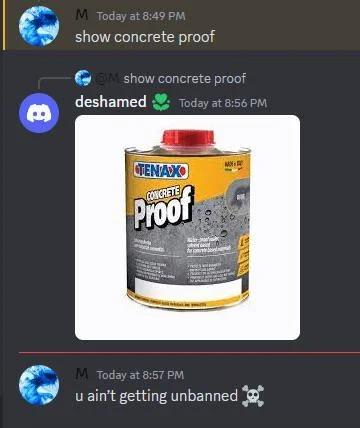 M Today at 8:49 PM
show concrete proof
@M show concrete proof
deshamed Today at 8:56 PM
TENAX
CONCRETE
Proof
u ain't getting unbanned
M Today at 8:57 PM